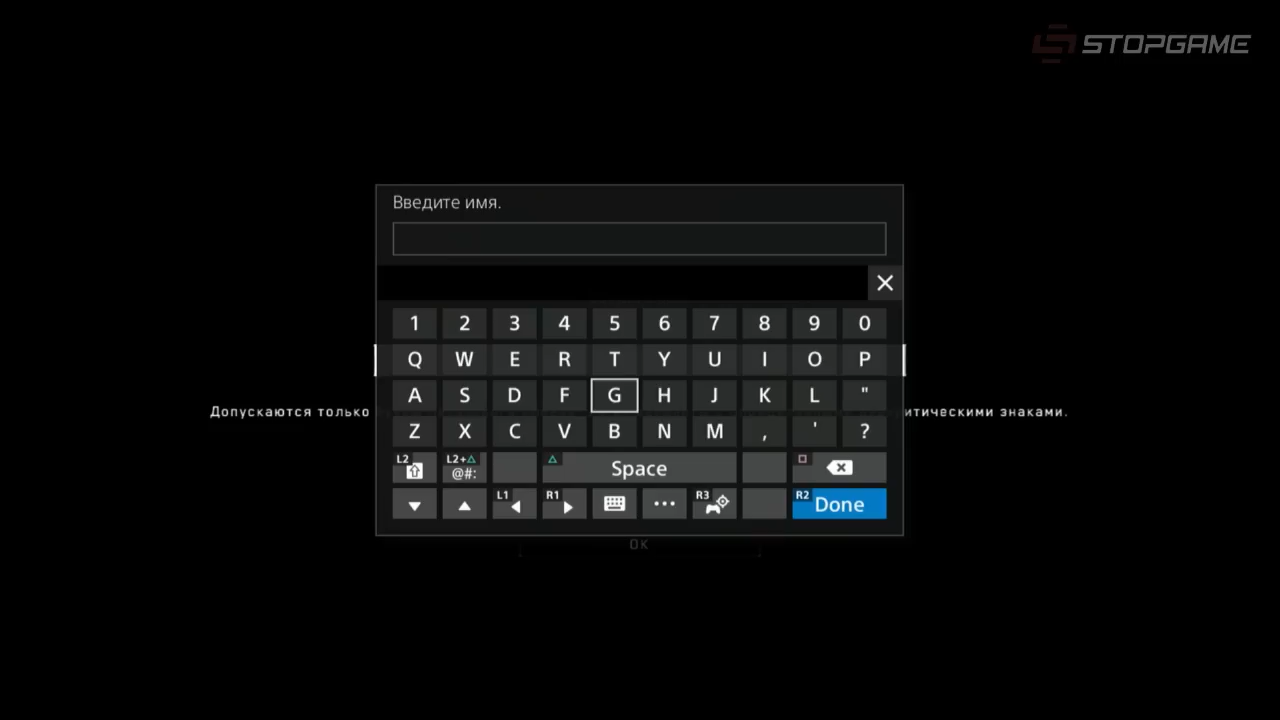 STOPGAME
Введите имя.
1 2 3 4 5 6 7 8 9 0
Q W E R T Y U I O P
A S D F G H J K L "
Допускаются только итическими знаками.
Z X C V B N M , ' ?
L2 L2+△ @#: △ Space □
L1 R1 ... R3 R2 Done
OK